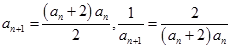 a_{n+1} = \frac{(a_n + 2)a_n}{2}, \frac{1}{a_{n+1}} = \frac{2}{(a_n + 2)a_n}